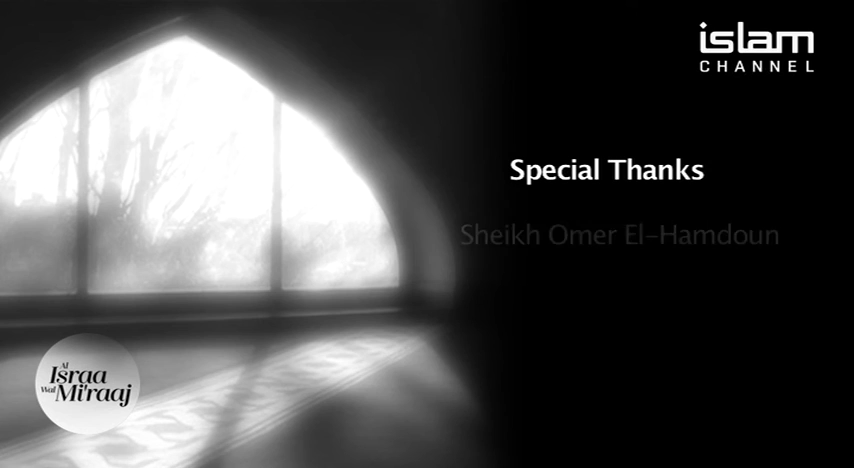 islam
CHANNEL
Special Thanks
Sheikh Omer El-Hamdoun
Al
Israa
Wal Mi'raaj